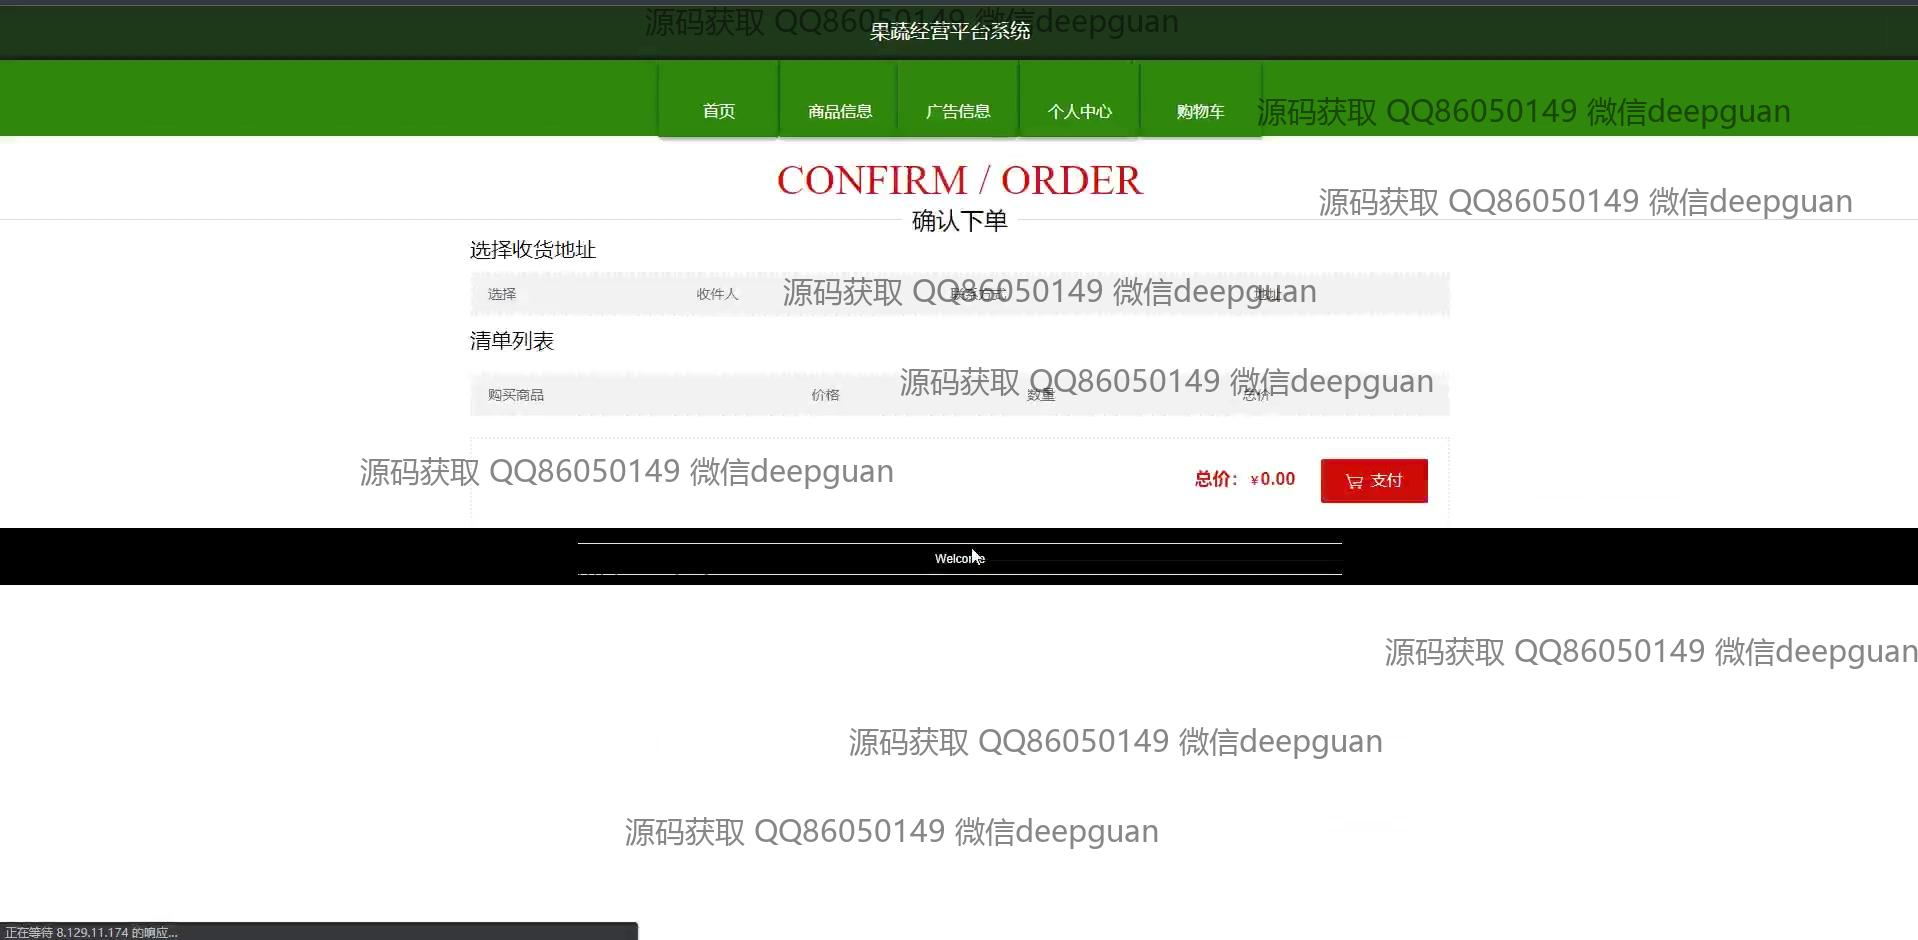 源码获取 QQ86050149 微信deepguan
果蔬经营平台系统
首页 商品信息 广告信息 个人中心 购物车
源码获取 QQ86050149 微信deepguan
CONFIRM / ORDER
源码获取 QQ86050149 微信deepguan
确认下单
选择收货地址
选择 收件人 联系方式 地址
源码获取 QQ86050149 微信deepguan
清单列表
源码获取 QQ86050149 微信deepguan
购买商品 价格 数量 总价
源码获取 QQ86050149 微信deepguan
总价：¥0.00 支付
Welcome
源码获取 QQ86050149 微信deepguan
源码获取 QQ86050149 微信deepguan
源码获取 QQ86050149 微信deepguan
正在等待 8.129.11.174 的响应...